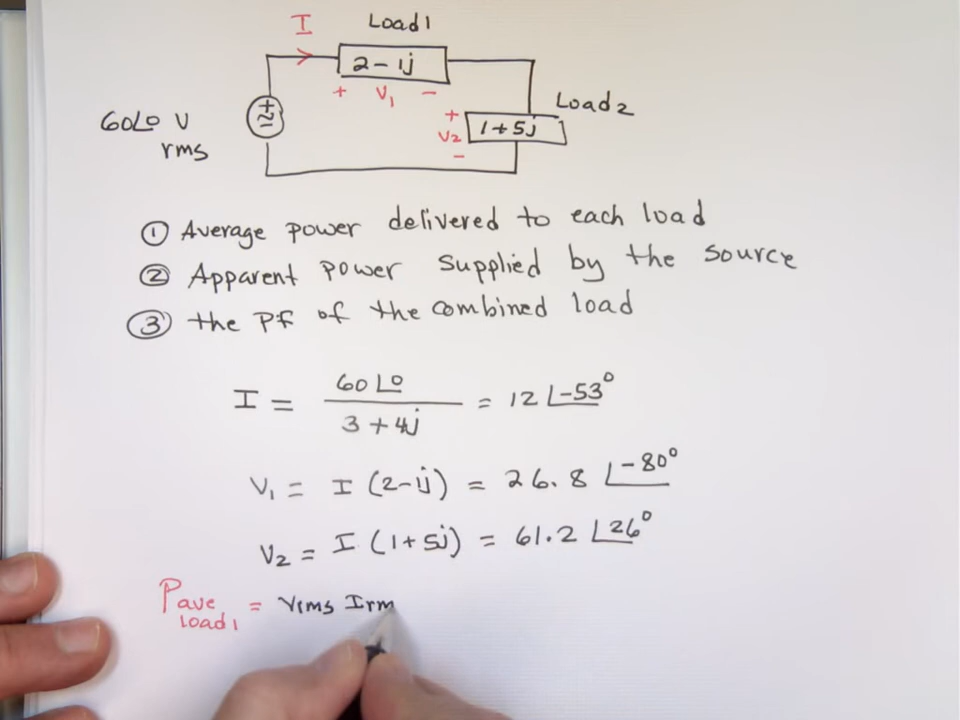 I Load1
2-1j
+ V1 -
60∠0 V
rms
+
~
+
V2
-
1+5j
Load2
① Average power delivered to each load
② Apparent power supplied by the source
③ the Pf of the combined load
I = 60∠0 / 3+4j = 12∠-53°
V1 = I (2-1j) = 26.8 ∠-80°
V2 = I (1+5j) = 61.2 ∠26°
Pave load1 = Vrms Irm